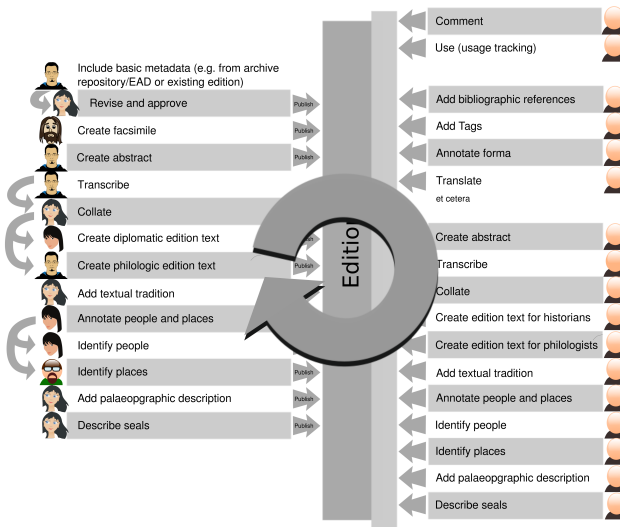 Include basic metadata (e.g. from archive
repository/EAD or existing edition)
Revise and approve
Publish
Create facsimile
Publish
Create abstract
Publish
Transcribe
Collate
Create diplomatic edition text
Publish
Create philologic edition text
Publish
Add textual tradition
Annotate people and places
Identify people
Identify places
Publish
Add palaeopgraphic description
Publish
Describe seals
Publish
Editio
Comment
Use (usage tracking)
Add bibliographic references
Add Tags
Annotate forma
Translate
et cetera
Create abstract
Transcribe
Collate
Create edition text for historians
Create edition text for philologists
Add textual tradition
Annotate people and places
Identify people
Identify places
Add palaeopgraphic description
Describe seals